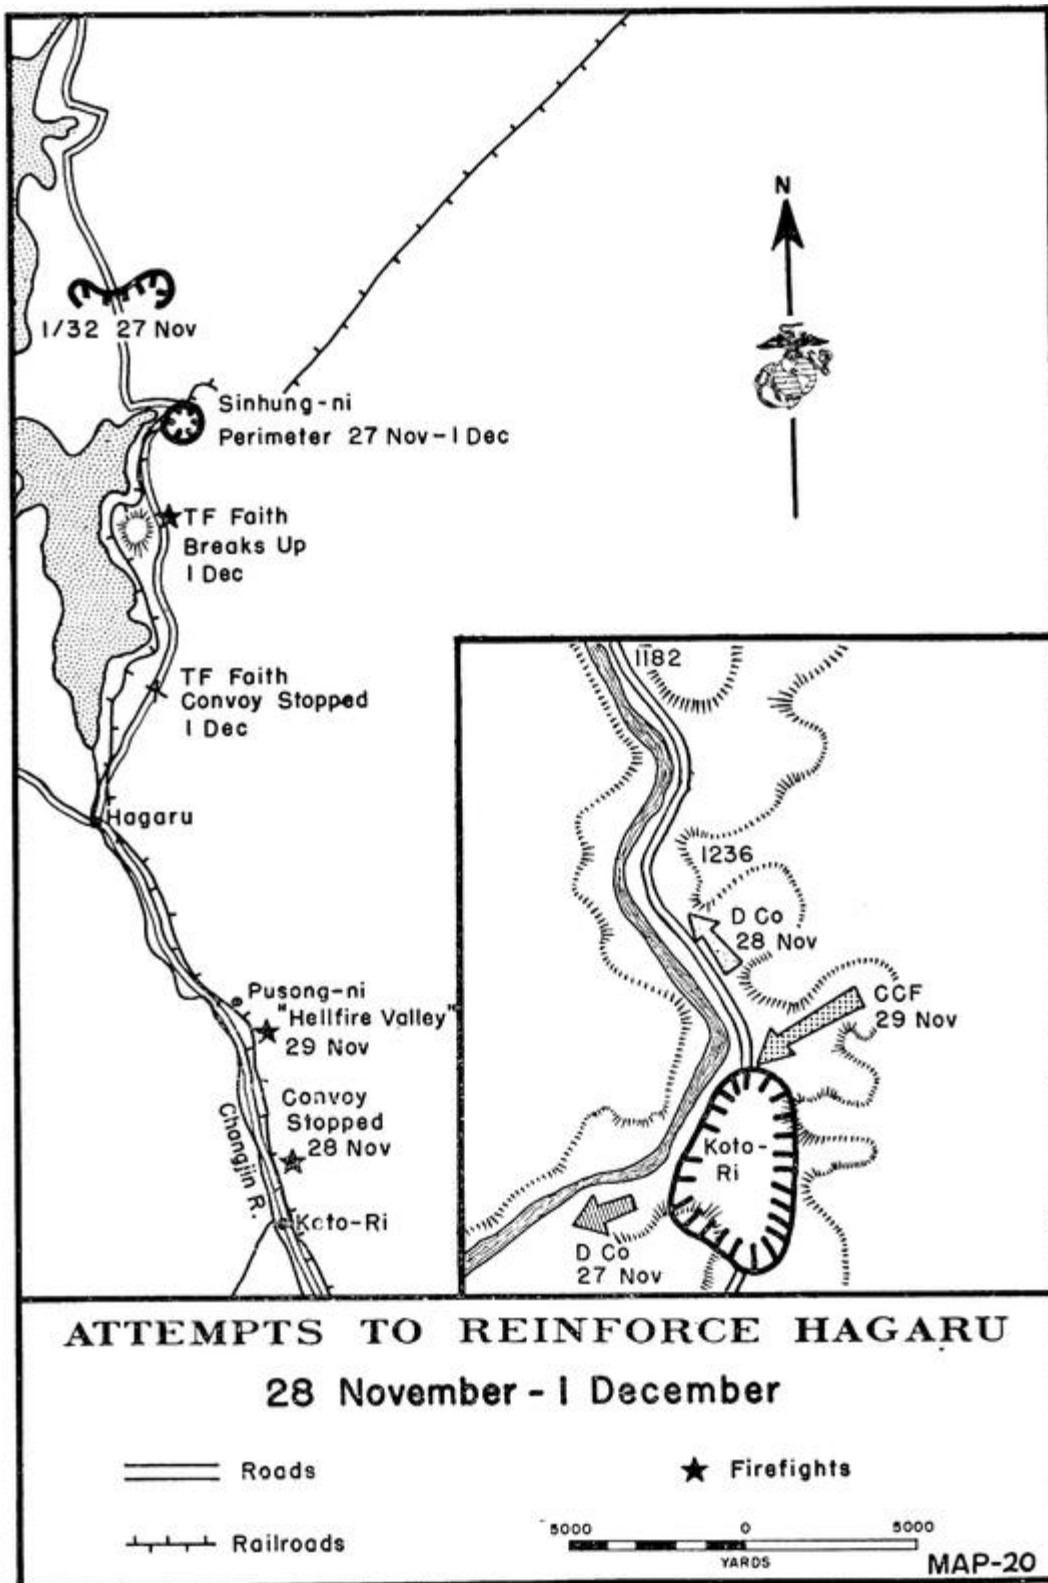 N
1/32 27 Nov
Sinhung-ni
Perimeter 27 Nov-1 Dec
TF Faith
Breaks Up
1 Dec
TF Faith
Convoy Stopped
1 Dec
Hagaru
Pusong-ni
"Hellfire Valley"
29 Nov
Convoy
Stopped
28 Nov
Changjin R.
Koto-Ri
1182
1236
D Co
28 Nov
CCF
29 Nov
Koto-
Ri
D Co
27 Nov
ATTEMPTS TO REINFORCE HAGARU
28 November - 1 December
Roads
Firefights
Railroads
5000 0 5000
YARDS
MAP-20